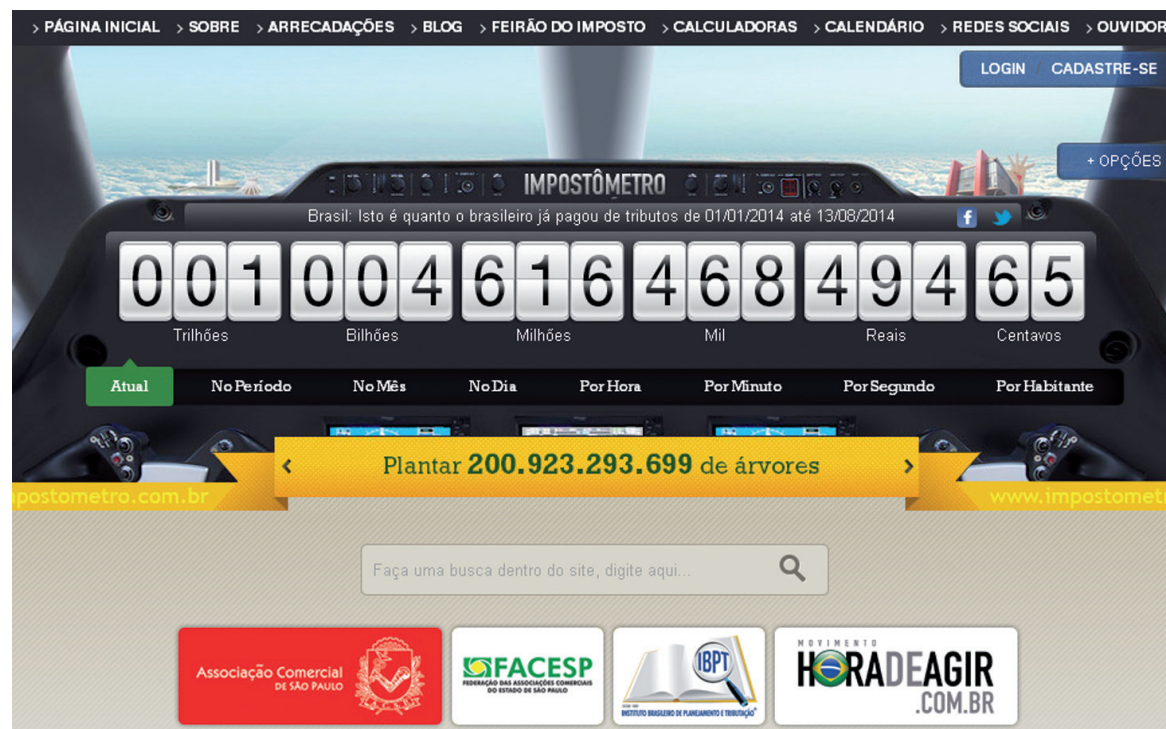 > PÁGINA INICIAL > SOBRE > ARRECADAÇÕES > BLOG > FEIRÃO DO IMPOSTO > CALCULADORAS > CALENDÁRIO > REDES SOCIAIS > OUVIDOR
LOGIN / CADASTRE-SE
+ OPÇÕES
IMPOSTÔMETRO
Brasil: Isto é quanto o brasileiro já pagou de tributos de 01/01/2014 até 13/08/2014
001 004 616 468 494 65
Trilhões Bilhões Milhões Mil Reais Centavos
Atual No Período No Mês No Dia Por Hora Por Minuto Por Segundo Por Habitante
‹ Plantar 200.923.293.699 de árvores ›
postometro.com.br www.impostomet
Faça uma busca dentro do site, digite aqui...
Associação Comercial
DE SÃO PAULO
FACESP
FEDERAÇÃO DAS ASSOCIAÇÕES COMERCIAIS
DO ESTADO DE SÃO PAULO
IBPT
INSTITUTO BRASILEIRO DE PLANEJAMENTO E TRIBUTAÇÃO
MOVIMENTO
HORADEAGIR
.COM.BR